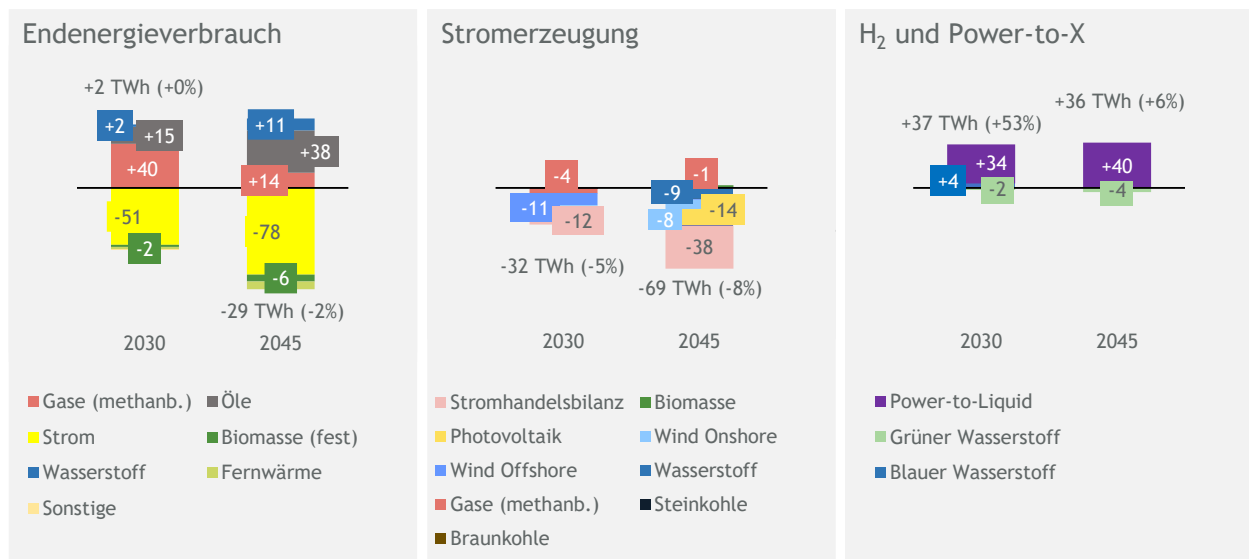 Endenergieverbrauch
+2 TWh (+0%)
+2
+15
+40
-51
-2
+11
+38
+14
-78
-6
-29 TWh (-2%)
2030
2045
Gase (methanb.)
Öle
Strom
Biomasse (fest)
Wasserstoff
Fernwärme
Sonstige
Stromerzeugung
-4
-11
-12
-32 TWh (-5%)
-1
-9
-8
-14
-38
-69 TWh (-8%)
2030
2045
Stromhandelsbilanz
Biomasse
Photovoltaik
Wind Onshore
Wind Offshore
Wasserstoff
Gase (methanb.)
Steinkohle
Braunkohle
H₂ und Power-to-X
+36 TWh (+6%)
+37 TWh (+53%)
+34
+4
-2
+40
-4
2030
2045
Power-to-Liquid
Grüner Wasserstoff
Blauer Wasserstoff